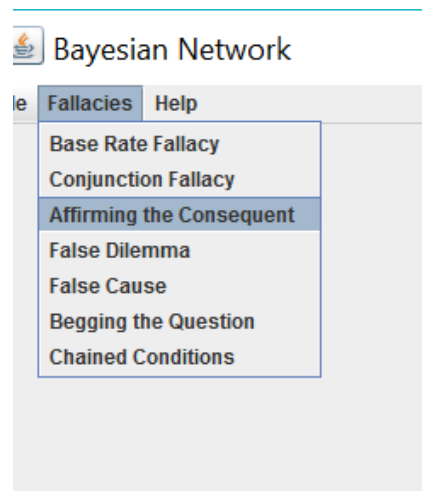 Bayesian Network
le Fallacies Help
Base Rate Fallacy
Conjunction Fallacy
Affirming the Consequent
False Dilemma
False Cause
Begging the Question
Chained Conditions